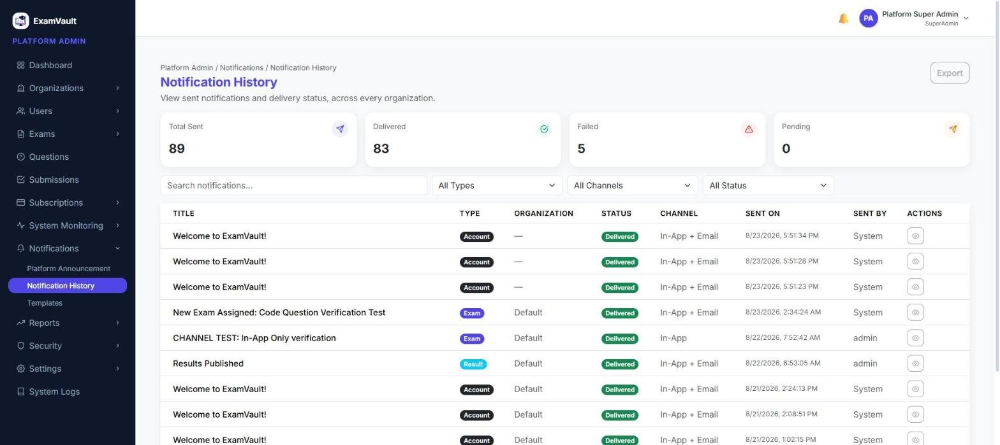 ExamVault
PLATFORM ADMIN
Dashboard
Organizations
Users
Exams
Questions
Submissions
Subscriptions
System Monitoring
Notifications
Platform Announcement
Notification History
Templates
Reports
Security
Settings
System Logs
PA
Platform Super Admin
SuperAdmin
Platform Admin / Notifications / Notification History
Notification History
View sent notifications and delivery status, across every organization.
Export
Total Sent
89
Delivered
83
Failed
5
Pending
0
Search notifications...
All Types
All Channels
All Status
TITLE TYPE ORGANIZATION STATUS CHANNEL SENT ON SENT BY ACTIONS
Welcome to ExamVault! Account — Delivered In-App + Email 8/23/2026, 5:51:34 PM System
Welcome to ExamVault! Account — Delivered In-App + Email 8/23/2026, 5:51:28 PM System
Welcome to ExamVault! Account — Delivered In-App + Email 8/23/2026, 5:51:23 PM System
New Exam Assigned: Code Question Verification Test Exam Default Delivered In-App + Email 8/23/2026, 2:34:24 AM System
CHANNEL TEST: In-App Only verification Exam Default Delivered In-App 8/22/2026, 7:52:42 AM admin
Results Published Result Default Delivered In-App + Email 8/22/2026, 6:53:05 AM admin
Welcome to ExamVault! Account Default Delivered In-App + Email 8/21/2026, 2:24:13 PM System
Welcome to ExamVault! Account Default Delivered In-App + Email 8/21/2026, 2:08:51 PM System
Welcome to ExamVault! Account Default Delivered In-App + Email 8/21/2026, 1:02:15 PM System